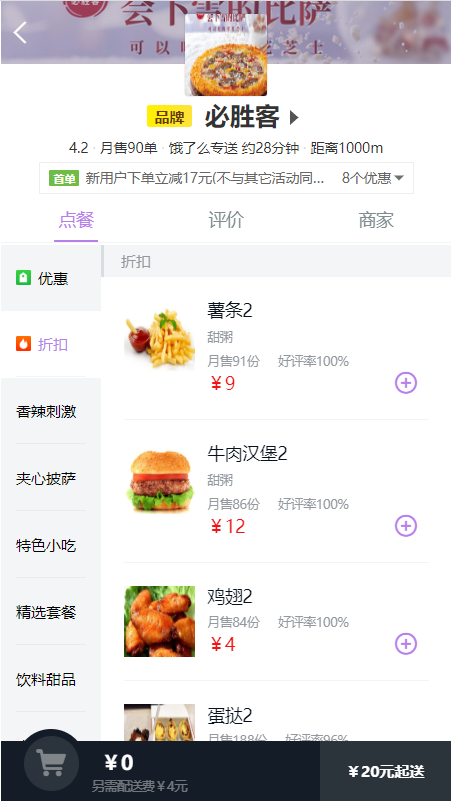 必胜客
会下雪的比萨
品牌 必胜客
4.2 · 月售90单 · 饿了么专送 约28分钟 · 距离1000m
首单 新用户下单立减17元(不与其它活动同... 8个优惠
点餐 评价 商家
优惠
折扣
香辣刺激
夹心披萨
特色小吃
精选套餐
饮料甜品
折扣
薯条2
甜粥
月售91份 好评率100%
￥9
牛肉汉堡2
甜粥
月售86份 好评率100%
￥12
鸡翅2
月售84份 好评率100%
￥4
蛋挞2
月售188份 好评率96%
￥0
另需配送费￥4元
￥20元起送